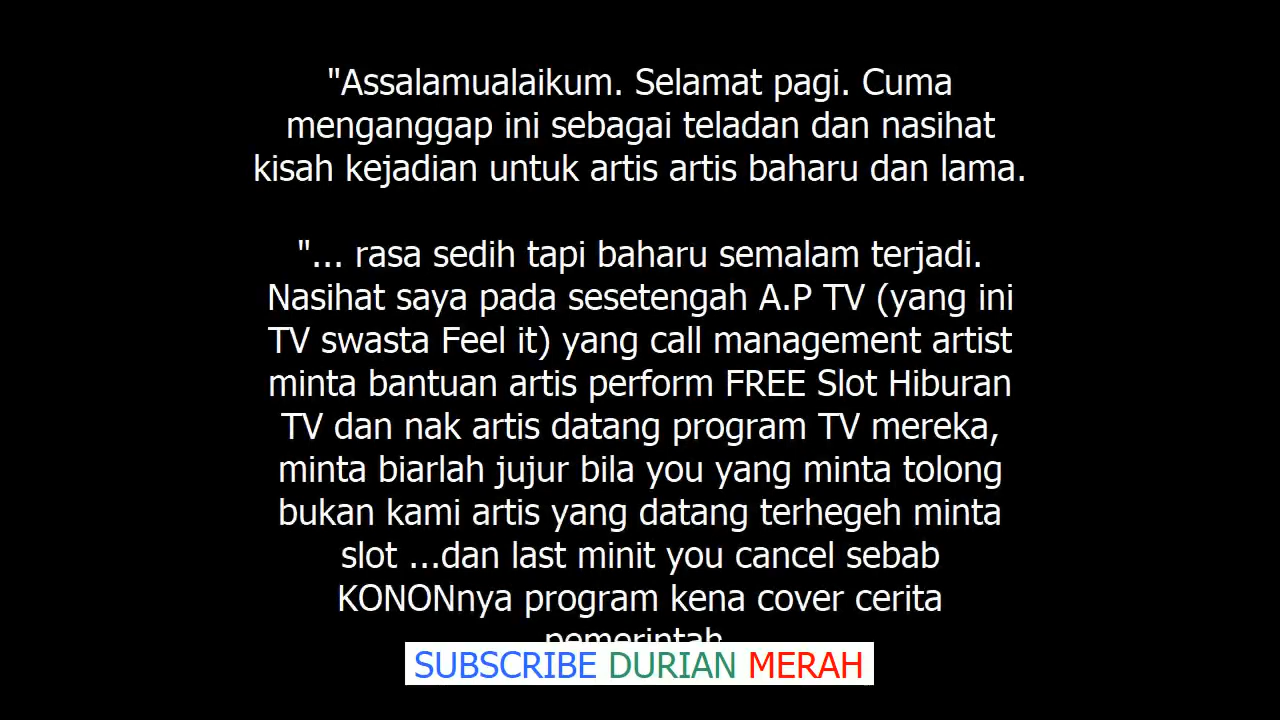 "Assalamualaikum. Selamat pagi. Cuma
menganggap ini sebagai teladan dan nasihat
kisah kejadian untuk artis artis baharu dan lama.
"... rasa sedih tapi baharu semalam terjadi.
Nasihat saya pada sesetengah A.P TV (yang ini
TV swasta Feel it) yang call management artist
minta bantuan artis perform FREE Slot Hiburan
TV dan nak artis datang program TV mereka,
minta biarlah jujur bila you yang minta tolong
bukan kami artis yang datang terhegeh minta
slot ...dan last minit you cancel sebab
KONONnya program kena cover cerita
pemerintah
SUBSCRIBE DURIAN MERAH